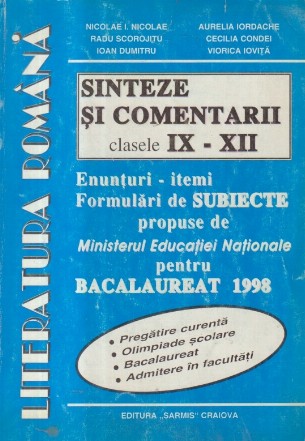 NICOLAE I. NICOLAE
RADU SCOROJITU
IOAN DUMITRU
AURELIA IORDACHE
CECILIA CONDEI
VIORICA IOVIȚĂ
LITERATURA ROMÂNĂ
SINTEZE
ȘI COMENTARII
clasele IX - XII
Enunțuri - itemi
Formulări de SUBIECTE
propuse de
Ministerul Educației Naționale
pentru
BACALAUREAT 1998
• Pregătire curentă
• Olimpiade școlare
• Bacalaureat
• Admitere în facultăți
EDITURA „SARMIS" CRAIOVA